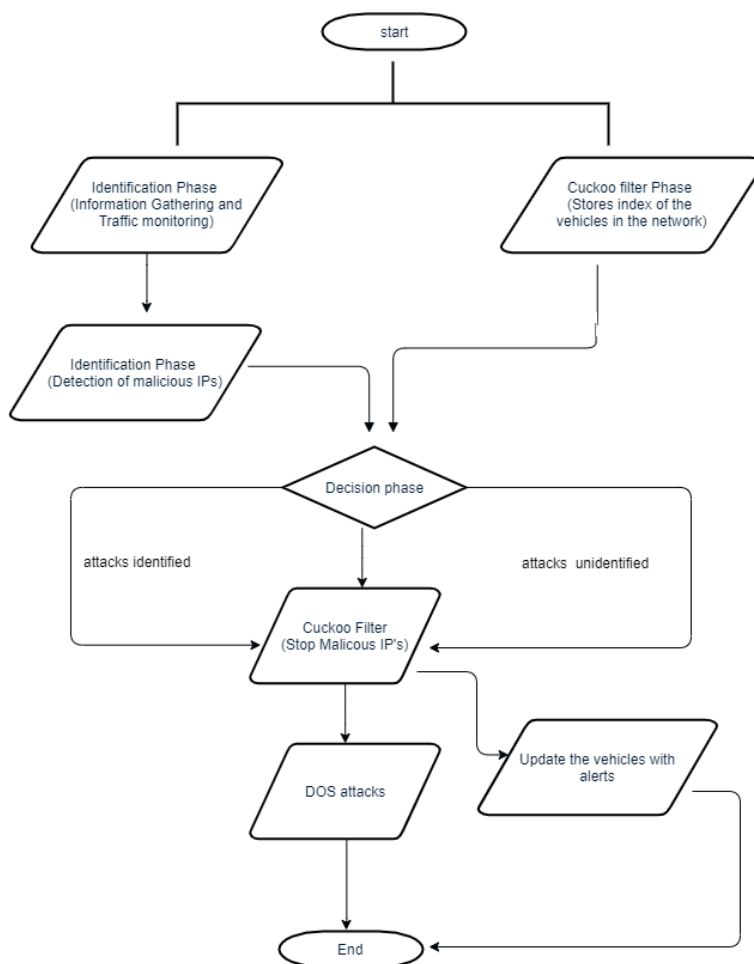 start
Identification Phase
(Information Gathering and
Traffic monitoring)
Cuckoo filter Phase
(Stores index of the
vehicles in the network)
Identification Phase
(Detection of malicious IPs)
Decision phase
attacks identified
attacks unidentified
Cuckoo Filter
(Stop Malicous IP's)
Update the vehicles with
alerts
DOS attacks
End